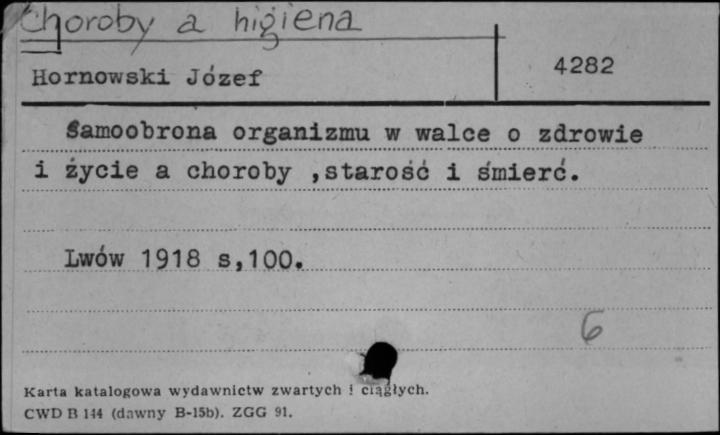 Choroby a higiena
Hornowski Józef
4282
Samoobrona organizmu w walce o zdrowie
i życie a choroby ,starość i śmierć.
Lwów 1918 s,100.
6
Karta katalogowa wydawnictw zwartych i ciągłych.
CWD B 144 (dawny B-15b). ZGG 91.